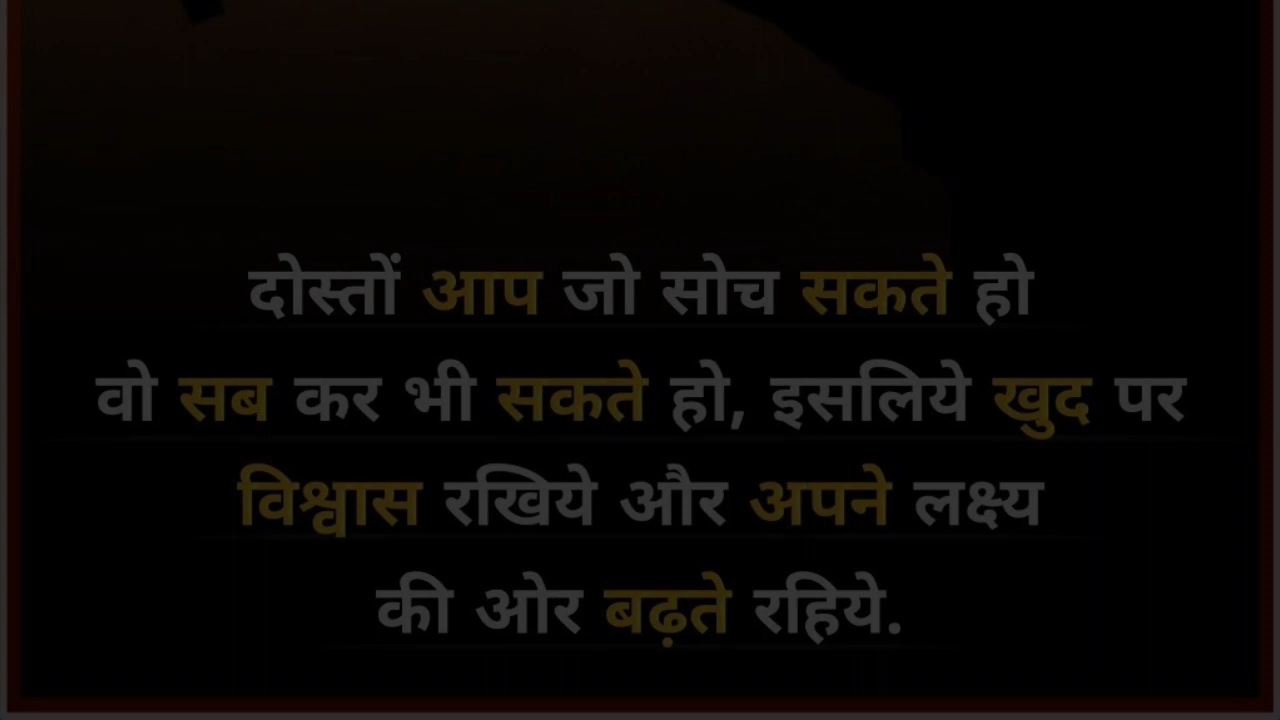 दोस्तों आप जो सोच सकते हो
वो सब कर भी सकते हो, इसलिये खुद पर
विश्वास रखिये और अपने लक्ष्य
की ओर बढ़ते रहिये.